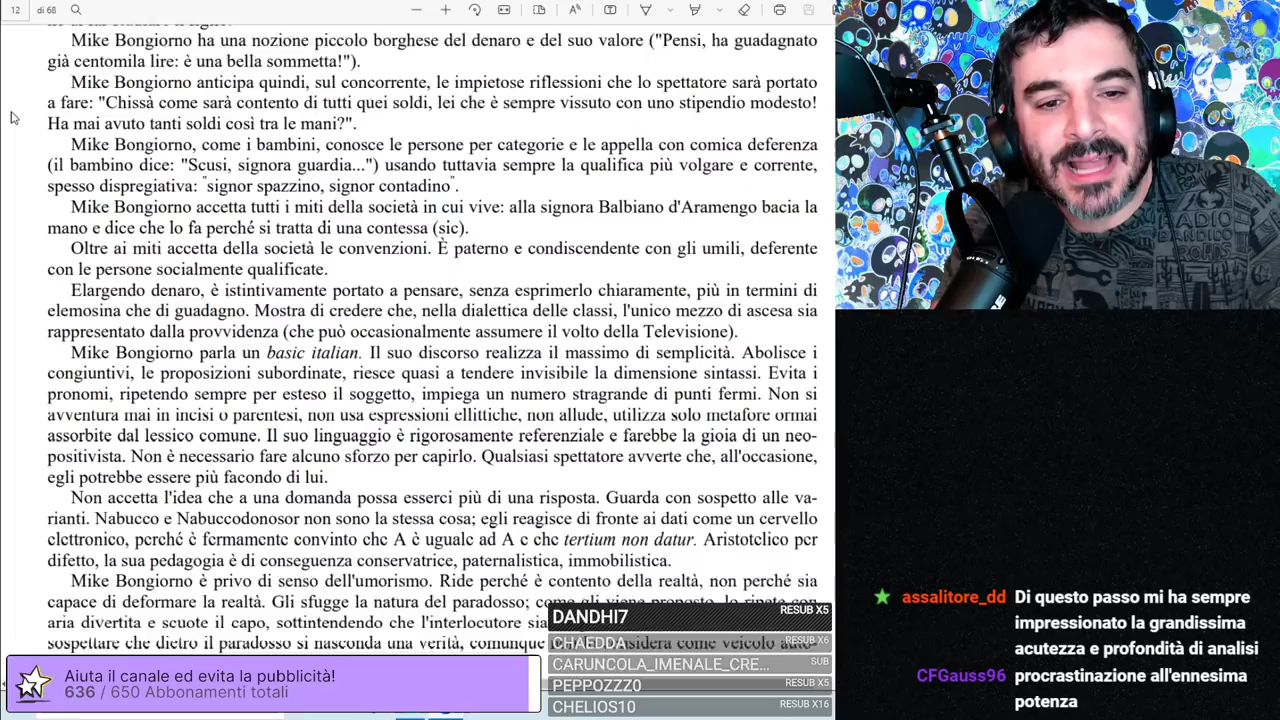 12
di 68
Mike Bongiorno ha una nozione piccolo borghese del denaro e del suo valore ("Pensi, ha guadagnato
già centomila lire: è una bella sommetta!").
Mike Bongiorno anticipa quindi, sul concorrente, le impietose riflessioni che lo spettatore sarà portato
a fare: "Chissà come sarà contento di tutti quei soldi, lei che è sempre vissuto con uno stipendio modesto!
Ha mai avuto tanti soldi così tra le mani?".
Mike Bongiorno, come i bambini, conosce le persone per categorie e le appella con comica deferenza
(il bambino dice: "Scusi, signora guardia...") usando tuttavia sempre la qualifica più volgare e corrente,
spesso dispregiativa: "signor spazzino, signor contadino".
Mike Bongiorno accetta tutti i miti della società in cui vive: alla signora Balbiano d'Aramengo bacia la
mano e dice che lo fa perché si tratta di una contessa (sic).
Oltre ai miti accetta della società le convenzioni. È paterno e condiscendente con gli umili, deferente
con le persone socialmente qualificate.
Elargendo denaro, è istintivamente portato a pensare, senza esprimerlo chiaramente, più in termini di
elemosina che di guadagno. Mostra di credere che, nella dialettica delle classi, l'unico mezzo di ascesa sia
rappresentato dalla provvidenza (che può occasionalmente assumere il volto della Televisione).
Mike Bongiorno parla un basic italian. Il suo discorso realizza il massimo di semplicità. Abolisce i
congiuntivi, le proposizioni subordinate, riesce quasi a tendere invisibile la dimensione sintassi. Evita i
pronomi, ripetendo sempre per esteso il soggetto, impiega un numero stragrande di punti fermi. Non si
avventura mai in incisi o parentesi, non usa espressioni ellittiche, non allude, utilizza solo metafore ormai
assorbite dal lessico comune. Il suo linguaggio è rigorosamente referenziale e farebbe la gioia di un neo-
positivista. Non è necessario fare alcuno sforzo per capirlo. Qualsiasi spettatore avverte che, all'occasione,
egli potrebbe essere più facondo di lui.
Non accetta l'idea che a una domanda possa esserci più di una risposta. Guarda con sospetto alle va-
rianti. Nabucco e Nabuccodonosor non sono la stessa cosa; egli reagisce di fronte ai dati come un cervello
elettronico, perché è fermamente convinto che A è uguale ad A e che tertium non datur. Aristotelico per
difetto, la sua pedagogia è di conseguenza conservatrice, paternalistica, immobilistica.
Mike Bongiorno è privo di senso dell'umorismo. Ride perché è contento della realtà, non perché sia
capace di deformare la realtà. Gli sfugge la natura del paradosso; come gli viene proposto, lo ripete con
aria divertita e scuote il capo, sottintendendo che l'interlocutore sia
sospettare che dietro il paradosso si nasconda una verità, comunque considera come veicolo auto-
DANDHI7 RESUB X5
CHAEDDA RESUB X6
CARUNCOLA_IMENALE_CRE... SUB
PEPPOZZZ0 RESUB X5
CHELIOS10 RESUB X16
Aiuta il canale ed evita la pubblicità!
636 / 650 Abbonamenti totali
assalitore_dd Di questo passo mi ha sempre
impressionato la grandissima
acutezza e profondità di analisi
CFGauss96 procrastinazione all'ennesima
potenza
RADIO
BANDICO
ROPS